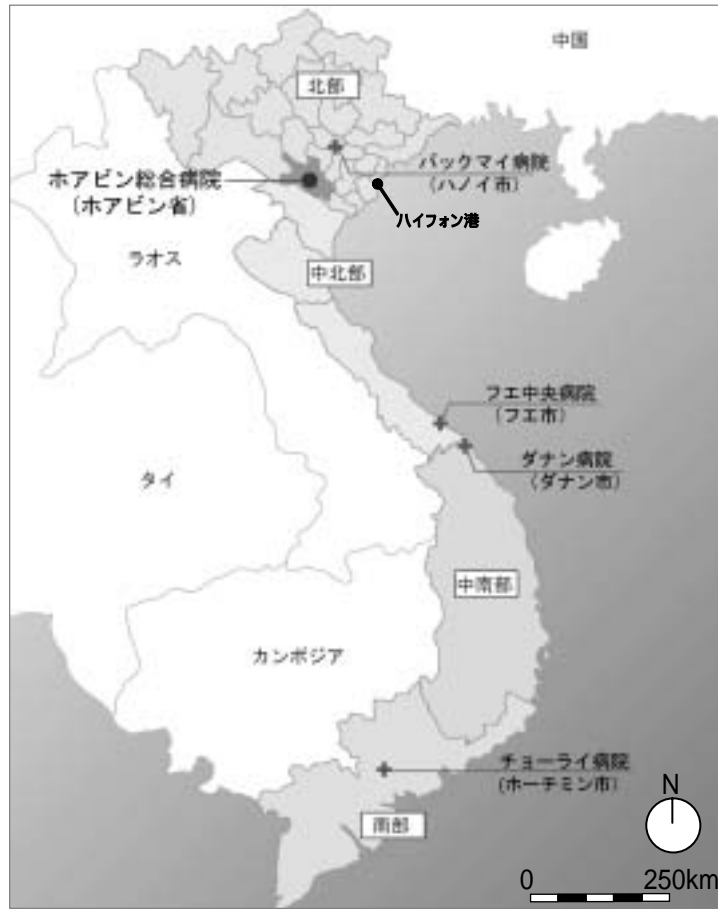 中国
北部
バックマイ病院
(ハノイ市)
ホアビン総合病院
(ホアビン省)
ハイフォン港
ラオス
中北部
フエ中央病院
(フエ市)
ダナン病院
(ダナン市)
タイ
中南部
カンボジア
チョーライ病院
(ホーチミン市)
南部
N
0 250km